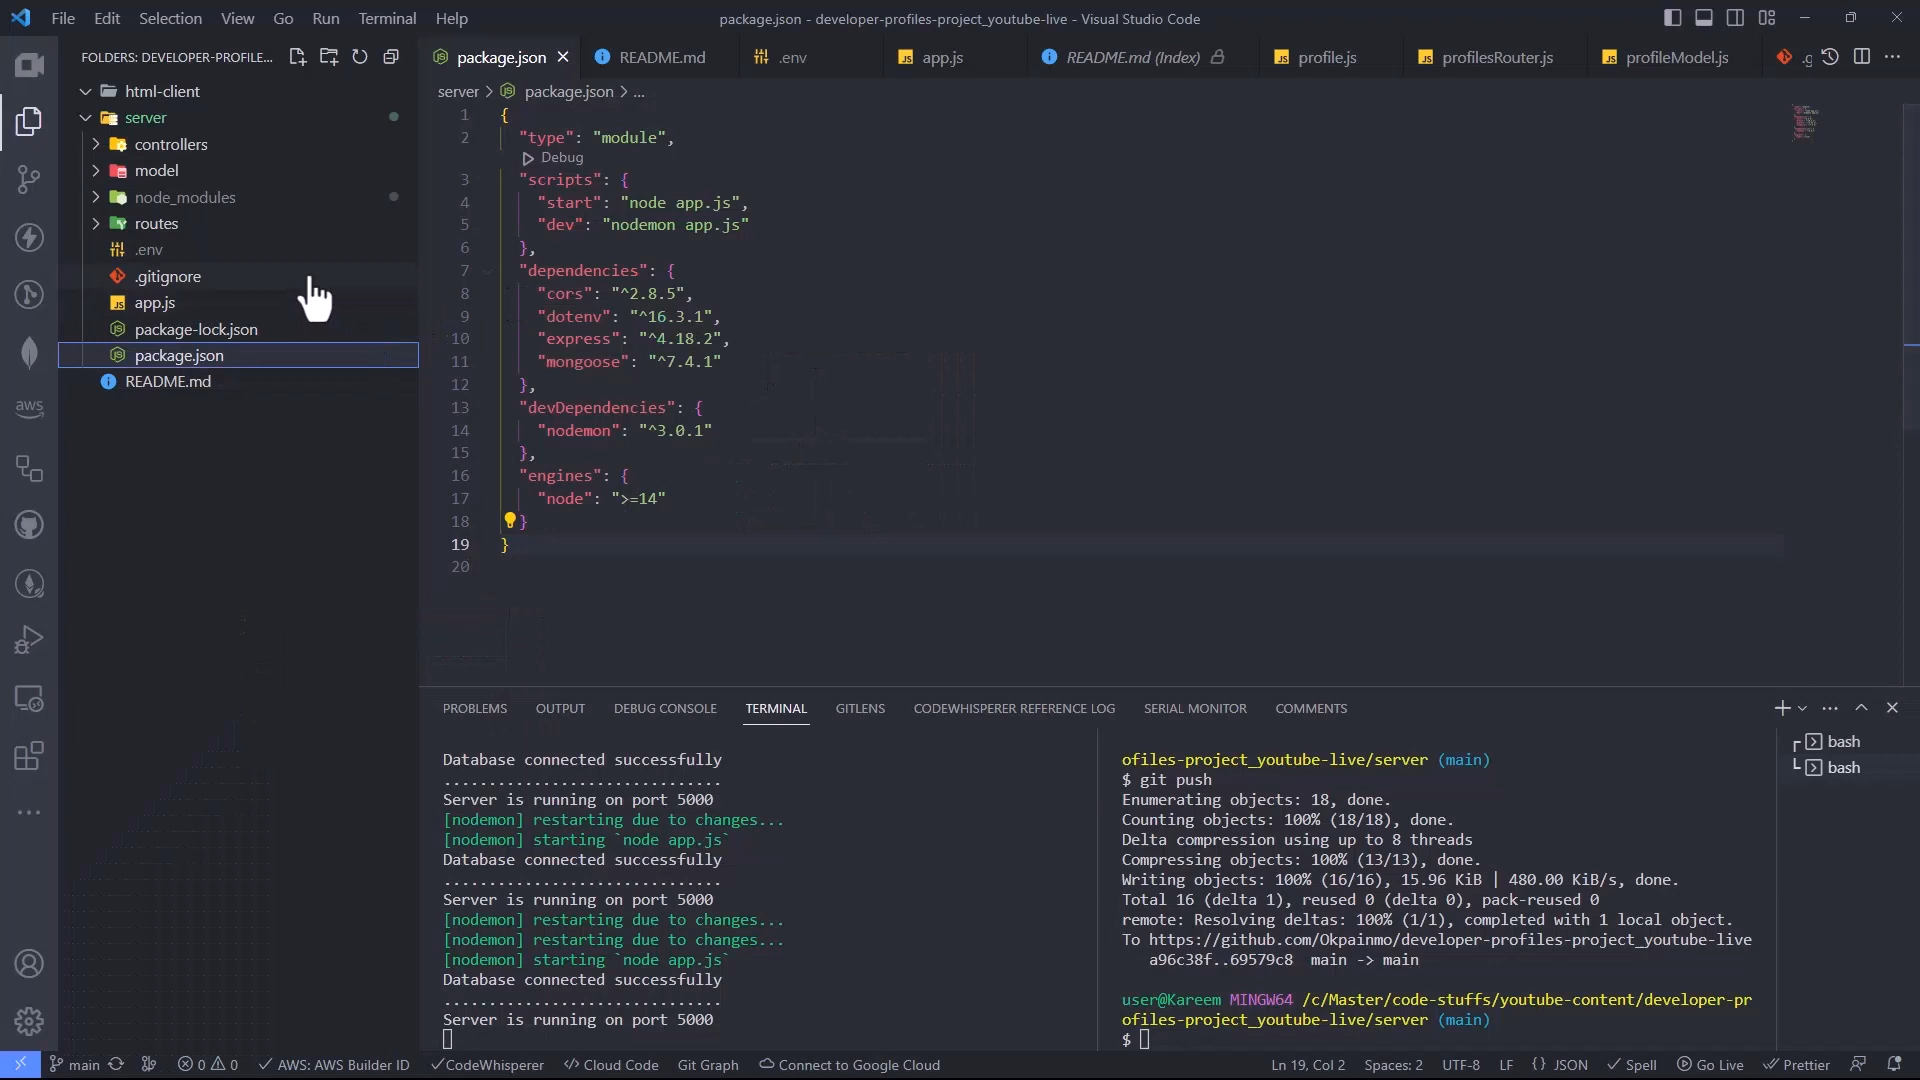 File Edit Selection View Go Run Terminal Help
package.json - developer-profiles-project_youtube-live - Visual Studio Code
FOLDERS: DEVELOPER-PROFILE...
package.json
README.md
.env
app.js
README.md (Index)
profile.js
profilesRouter.js
profileModel.js
.g
html-client
server
controllers
model
node_modules
routes
.env
.gitignore
app.js
package-lock.json
package.json
README.md
aws
server > package.json > ...
1 {
2 "type": "module",
Debug
3 "scripts": {
4 "start": "node app.js",
5 "dev": "nodemon app.js"
6 },
7 "dependencies": {
8 "cors": "^2.8.5",
9 "dotenv": "^16.3.1",
10 "express": "^4.18.2",
11 "mongoose": "^7.4.1"
12 },
13 "devDependencies": {
14 "nodemon": "^3.0.1"
15 },
16 "engines": {
17 "node": ">=14"
18 }
19 }
20
PROBLEMS OUTPUT DEBUG CONSOLE TERMINAL GITLENS CODEWHISPERER REFERENCE LOG SERIAL MONITOR COMMENTS
Database connected successfully
...............................
Server is running on port 5000
[nodemon] restarting due to changes...
[nodemon] starting `node app.js`
Database connected successfully
...............................
Server is running on port 5000
[nodemon] restarting due to changes...
[nodemon] restarting due to changes...
[nodemon] starting `node app.js`
Database connected successfully
...............................
Server is running on port 5000
ofiles-project_youtube-live/server (main)
$ git push
Enumerating objects: 18, done.
Counting objects: 100% (18/18), done.
Delta compression using up to 8 threads
Compressing objects: 100% (13/13), done.
Writing objects: 100% (16/16), 15.96 KiB | 480.00 KiB/s, done.
Total 16 (delta 1), reused 0 (delta 0), pack-reused 0
remote: Resolving deltas: 100% (1/1), completed with 1 local object.
To https://github.com/Okpainmo/developer-profiles-project_youtube-live
a96c38f..69579c8 main -> main
user@Kareem MINGW64 /c/Master/code-stuffs/youtube-content/developer-pr
ofiles-project_youtube-live/server (main)
$
bash
bash
main 0 0 AWS: AWS Builder ID CodeWhisperer Cloud Code Git Graph Connect to Google Cloud Ln 19, Col 2 Spaces: 2 UTF-8 LF {} JSON Spell Go Live Prettier